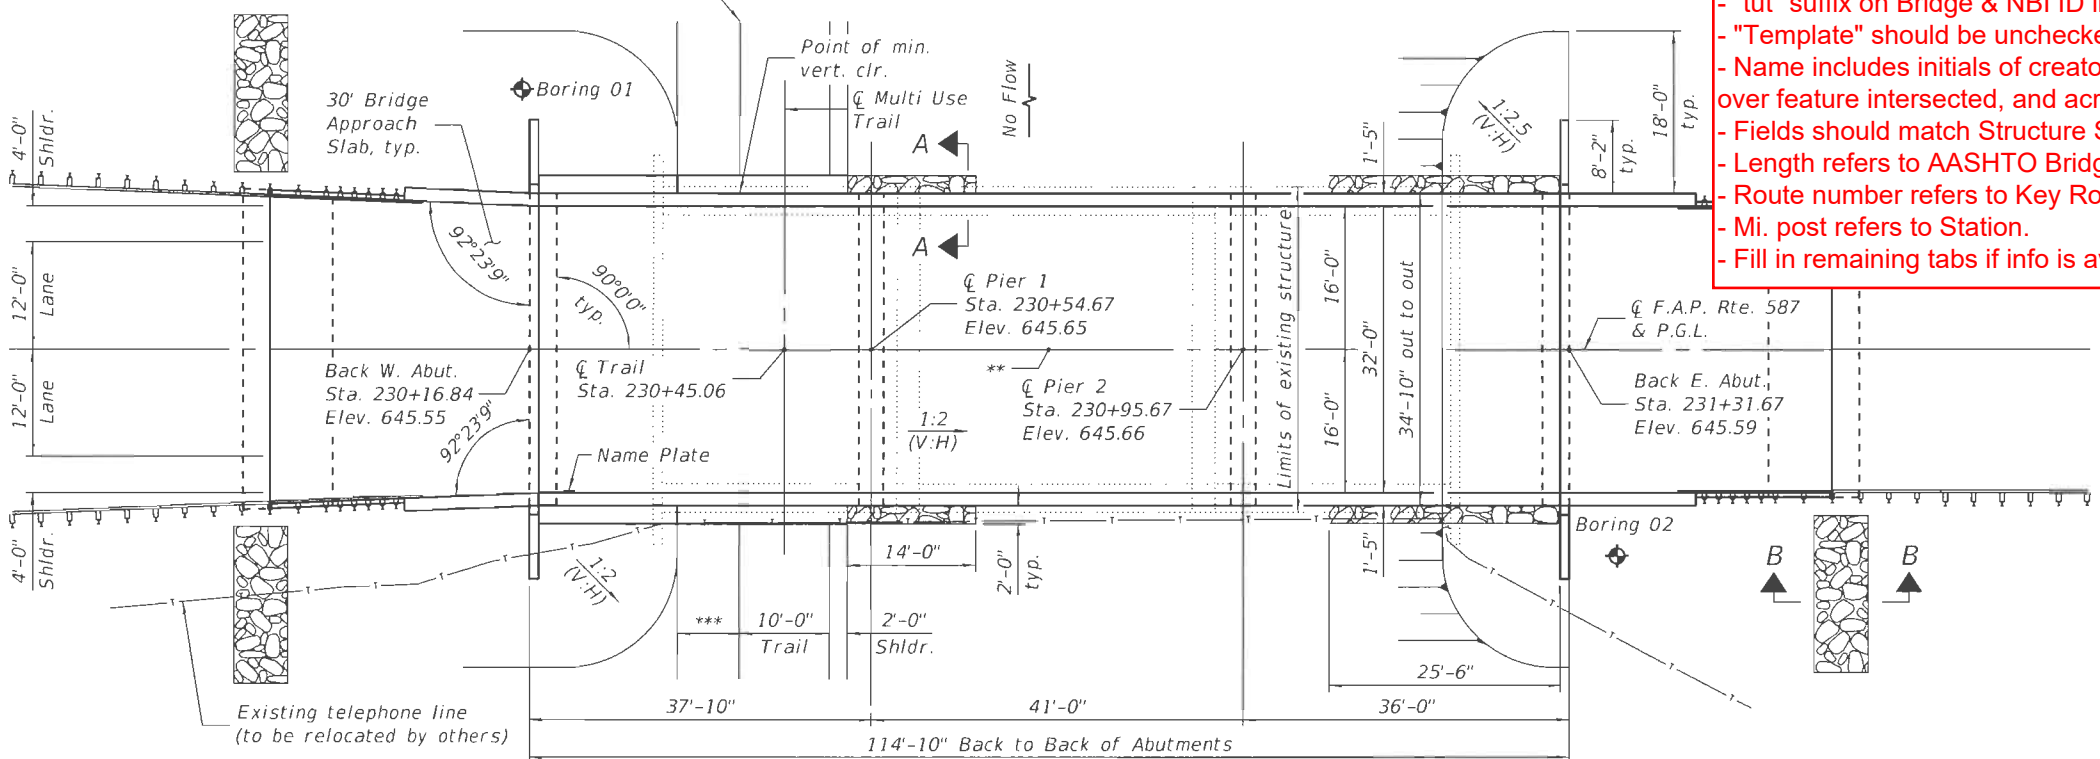 Point of min.
vert. clr.
Boring 01
30' Bridge
Approach
Slab, typ.
℄ Multi Use
Trail
No Flow
A
A
4'-0"
Shldr.
12'-0"
Lane
12'-0"
Lane
4'-0"
Shldr.
92°23'9"
90°0'0"
typ.
92°23'9"
Back W. Abut.
Sta. 230+16.84
Elev. 645.55
℄ Trail
Sta. 230+45.06
℄ Pier 1
Sta. 230+54.67
Elev. 645.65
**
℄ Pier 2
Sta. 230+95.67
Elev. 645.66
1:2
(V:H)
Name Plate
Limits of existing structure
16'-0"
16'-0"
32'-0"
34'-10" out to out
1'-5"
1'-5"
1:2.5
(V:H)
8'-2"
typ.
18'-0"
typ.
- "tut" suffix on Bridge & NBI ID
- "Template" should be unchecke
- Name includes initials of creato
over feature intersected, and acr
- Fields should match Structure S
- Length refers to AASHTO Bridg
- Route number refers to Key Ro
- Mi. post refers to Station.
- Fill in remaining tabs if info is a
℄ F.A.P. Rte. 587
& P.G.L.
Back E. Abut.
Sta. 231+31.67
Elev. 645.59
Boring 02
B
B
1:2
(V:H)
***
10'-0"
Trail
2'-0"
Shldr.
14'-0"
2'-0"
typ.
25'-6"
Existing telephone line
(to be relocated by others)
37'-10"
41'-0"
36'-0"
114'-10" Back to Back of Abutments